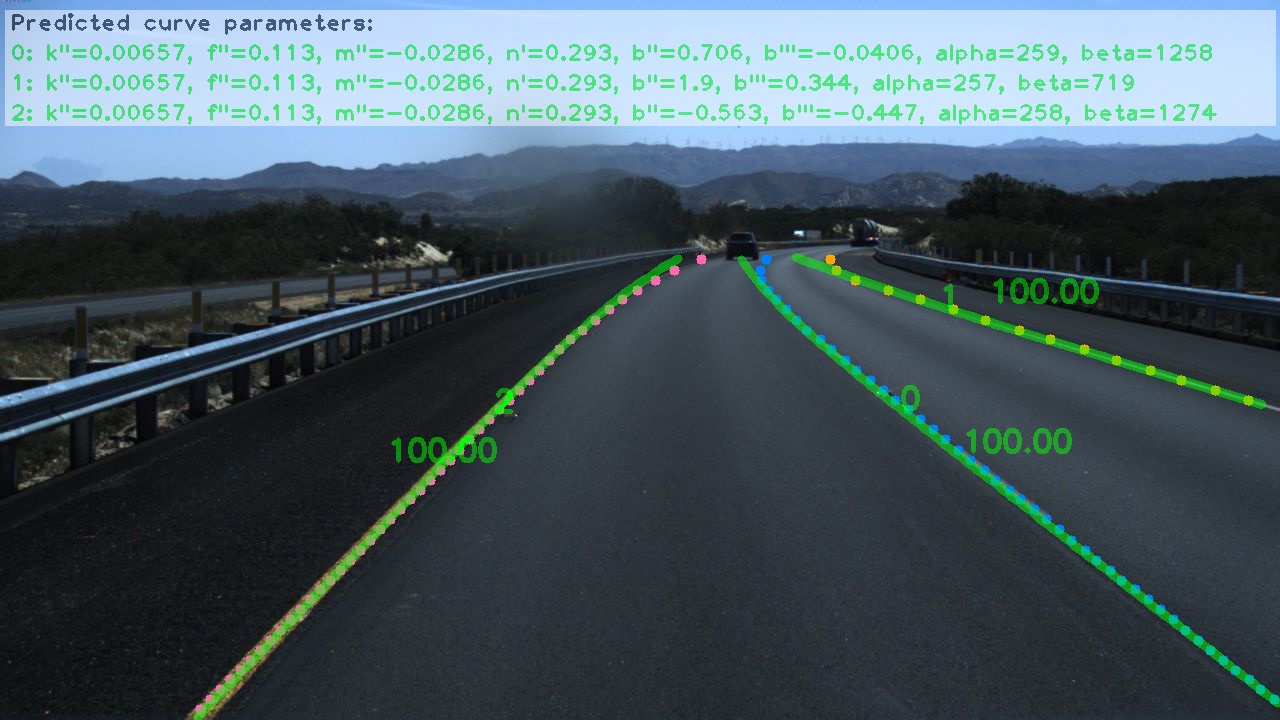 Predicted curve parameters:
0: k''=0.00657, f''=0.113, m''=−0.0286, n'=0.293, b''=0.706, b'''=−0.0406, alpha=259, beta=1258
1: k''=0.00657, f''=0.113, m''=−0.0286, n'=0.293, b''=1.9, b'''=0.344, alpha=257, beta=719
2: k''=0.00657, f''=0.113, m''=−0.0286, n'=0.293, b''=−0.563, b'''=−0.447, alpha=258, beta=1274
1 100.00
2
0
100.00
100.00